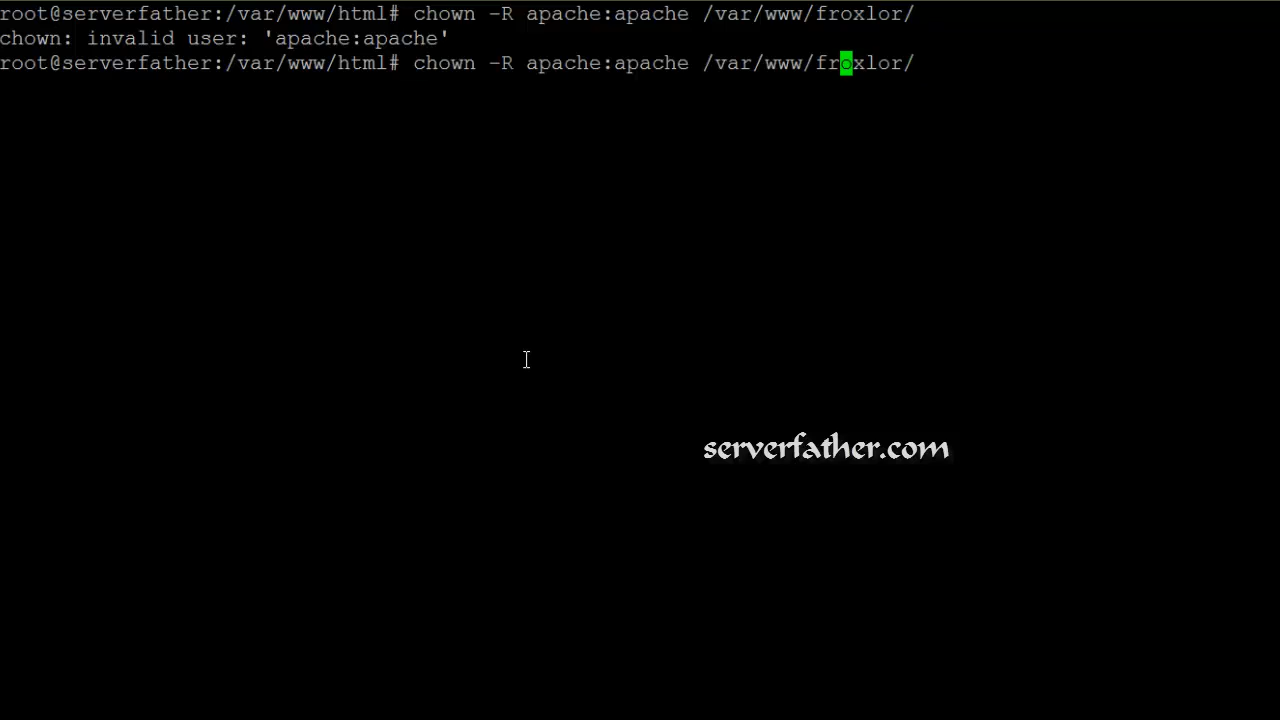 root@serverfather:/var/www/html# chown -R apache:apache /var/www/froxlor/
chown: invalid user: 'apache:apache'
root@serverfather:/var/www/html# chown -R apache:apache /var/www/froxlor/
serverfather.com